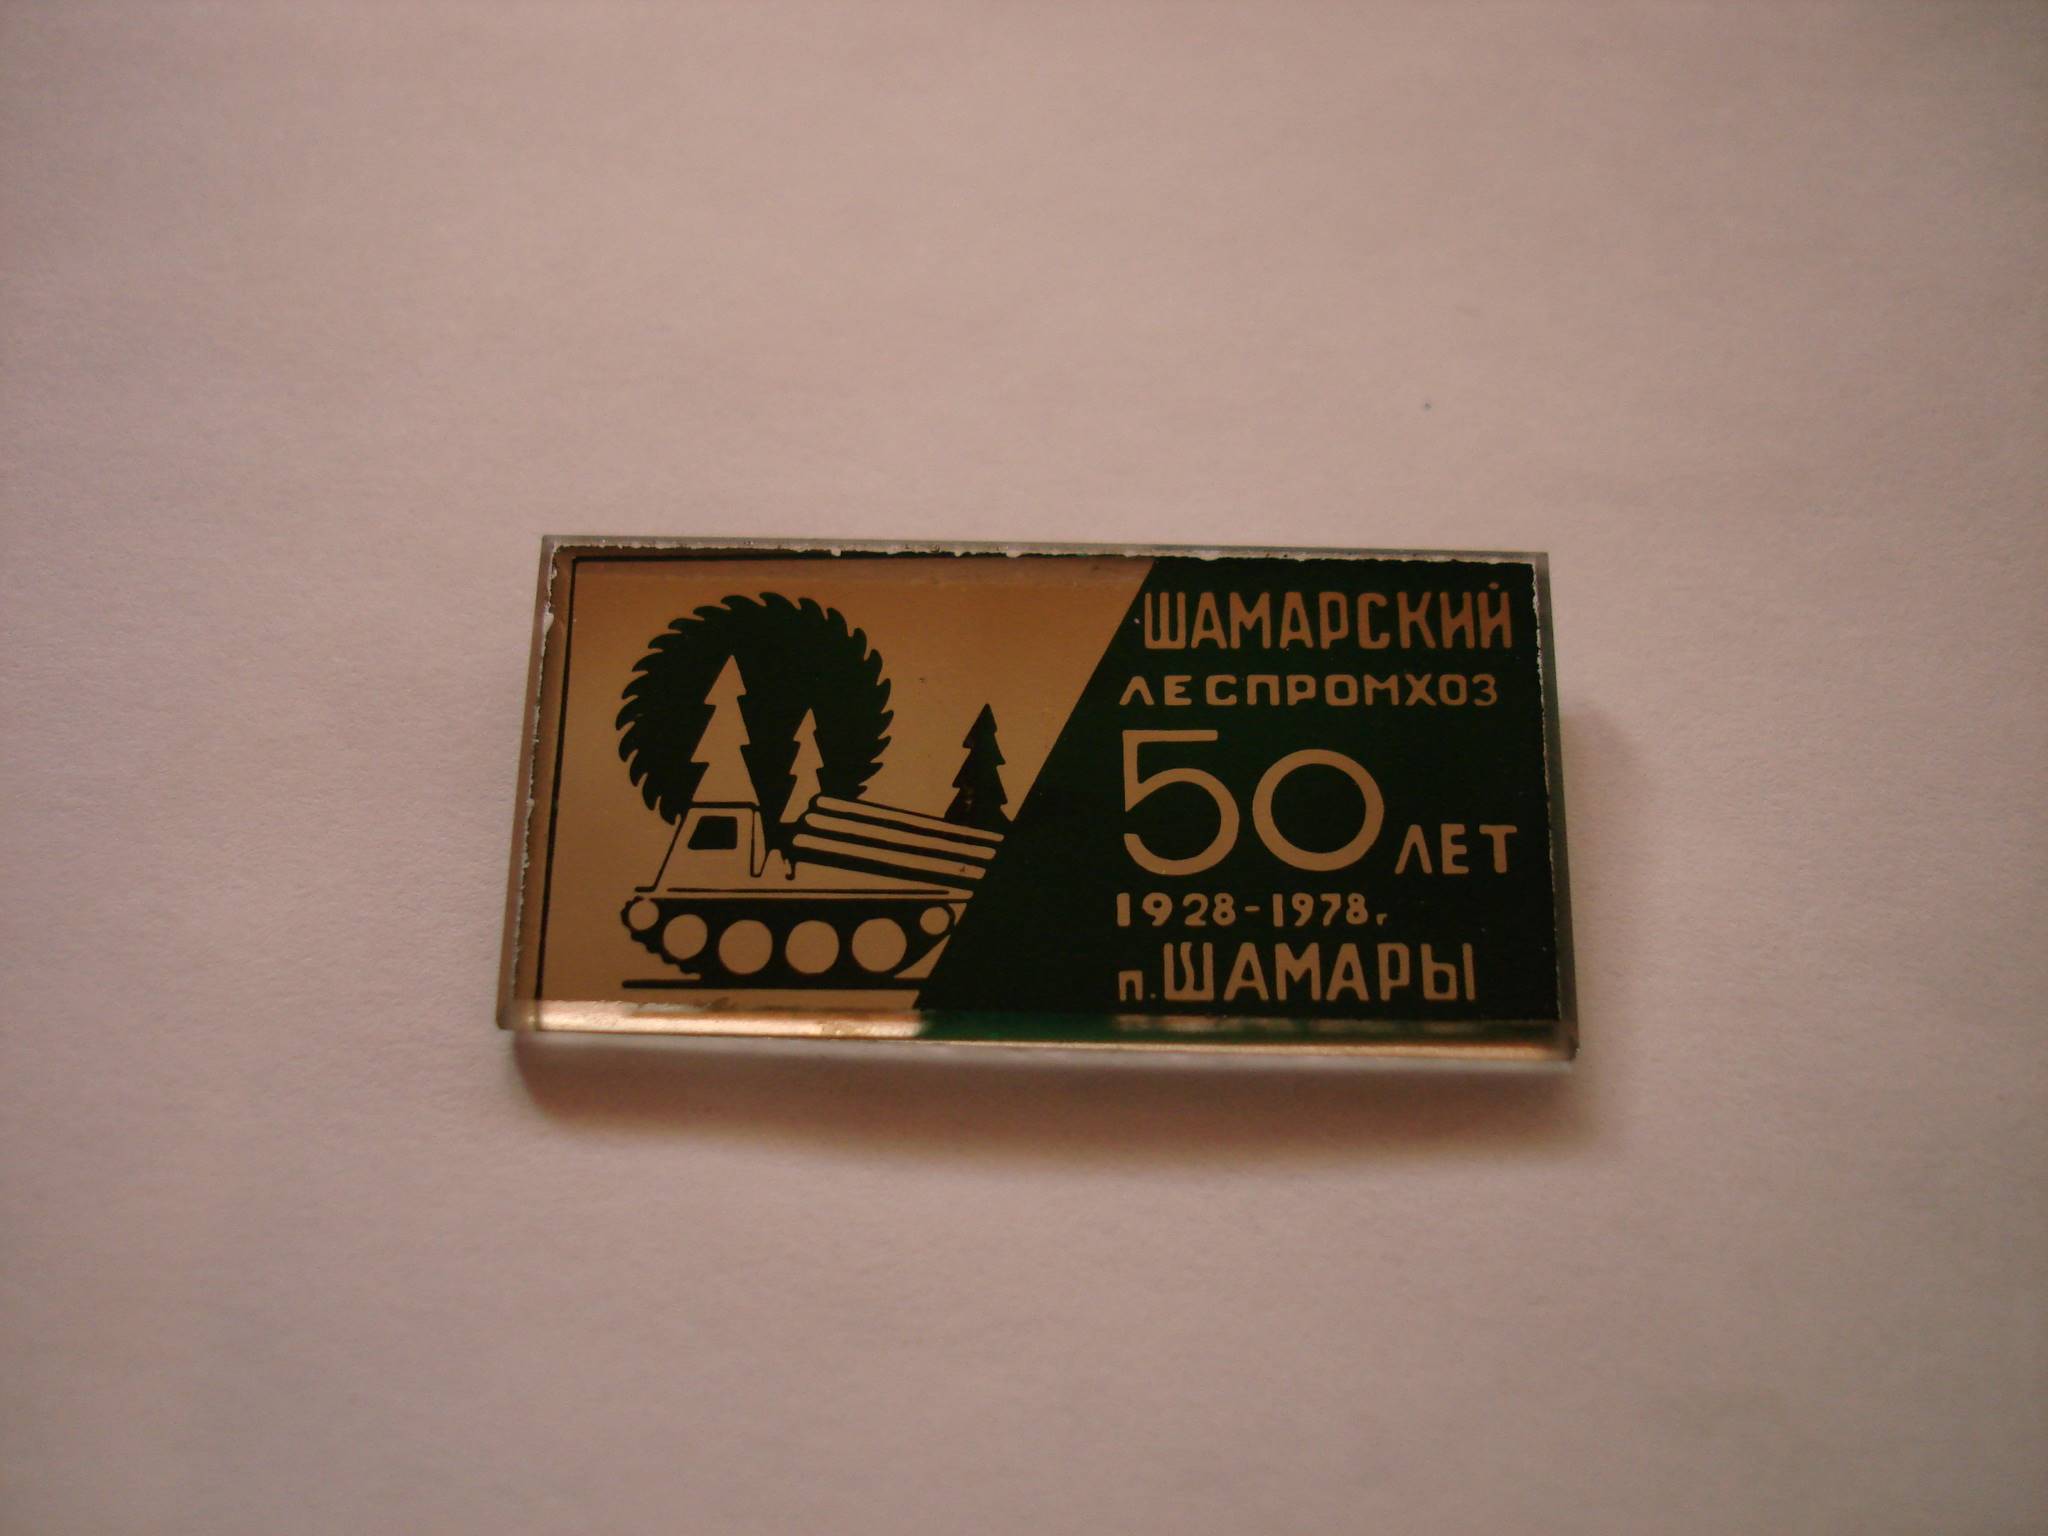 ШАМАРСКИЙ
ЛЕСПРОМХОЗ
50 ЛЕТ
1928-1978г.
п.ШАМАРЫ